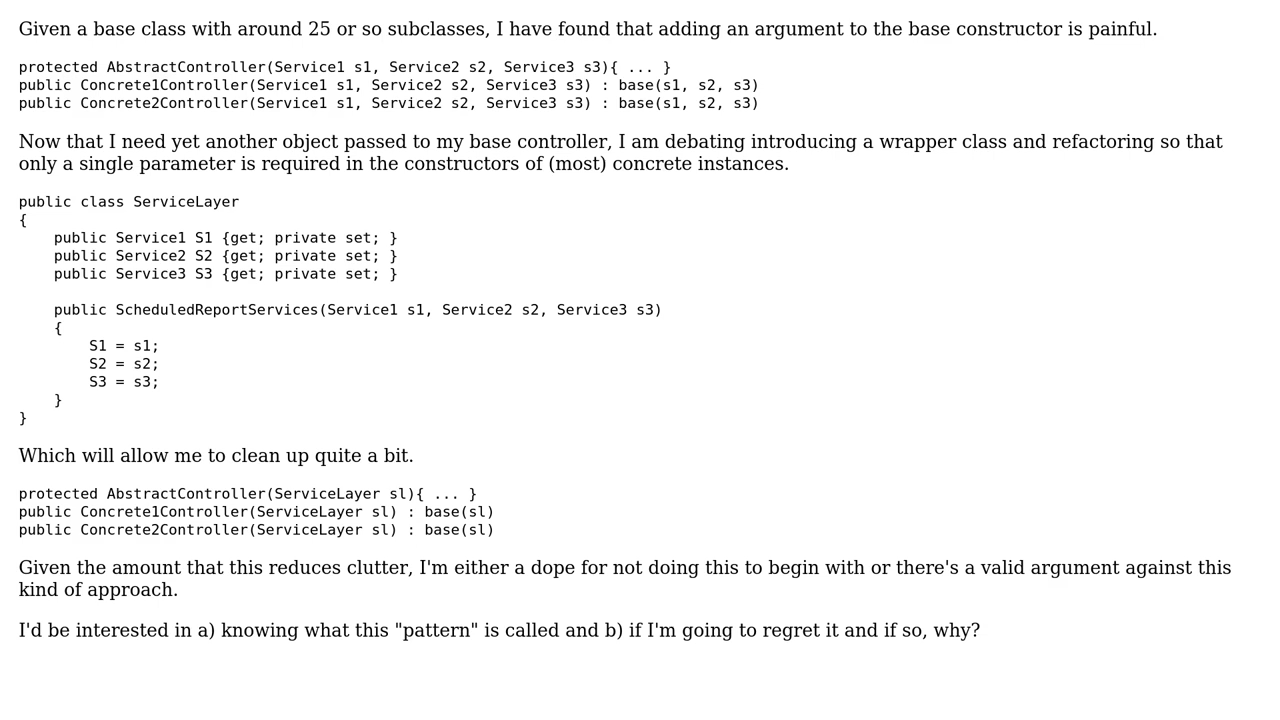 Given a base class with around 25 or so subclasses, I have found that adding an argument to the base constructor is painful.
protected AbstractController(Service1 s1, Service2 s2, Service3 s3){ ... }
public Concrete1Controller(Service1 s1, Service2 s2, Service3 s3) : base(s1, s2, s3)
public Concrete2Controller(Service1 s1, Service2 s2, Service3 s3) : base(s1, s2, s3)
Now that I need yet another object passed to my base controller, I am debating introducing a wrapper class and refactoring so that
only a single parameter is required in the constructors of (most) concrete instances.
public class ServiceLayer
{
    public Service1 S1 {get; private set; }
    public Service2 S2 {get; private set; }
    public Service3 S3 {get; private set; }
    public ScheduledReportServices(Service1 s1, Service2 s2, Service3 s3)
    {
        S1 = s1;
        S2 = s2;
        S3 = s3;
    }
}
Which will allow me to clean up quite a bit.
protected AbstractController(ServiceLayer sl){ ... }
public Concrete1Controller(ServiceLayer sl) : base(sl)
public Concrete2Controller(ServiceLayer sl) : base(sl)
Given the amount that this reduces clutter, I'm either a dope for not doing this to begin with or there's a valid argument against this
kind of approach.
I'd be interested in a) knowing what this "pattern" is called and b) if I'm going to regret it and if so, why?